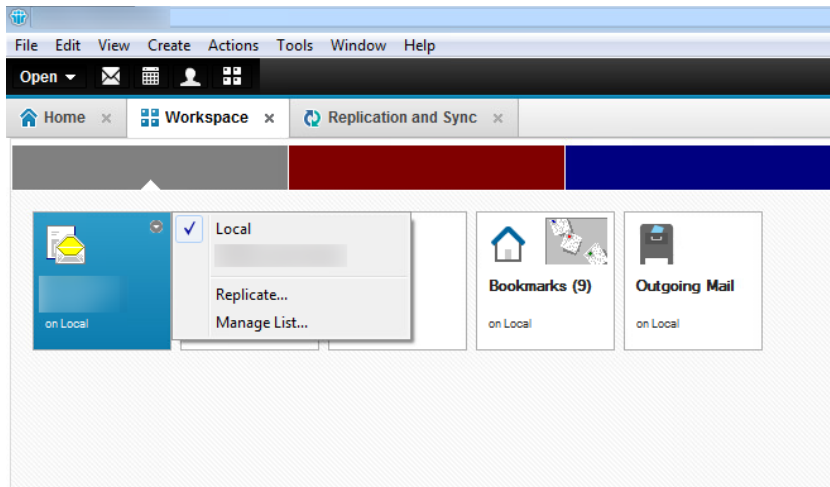 File Edit View Create Actions Tools Window Help
Open
Home Workspace Replication and Sync
Local
Replicate...
Manage List...
on Local
Bookmarks (9)
on Local
Outgoing Mail
on Local